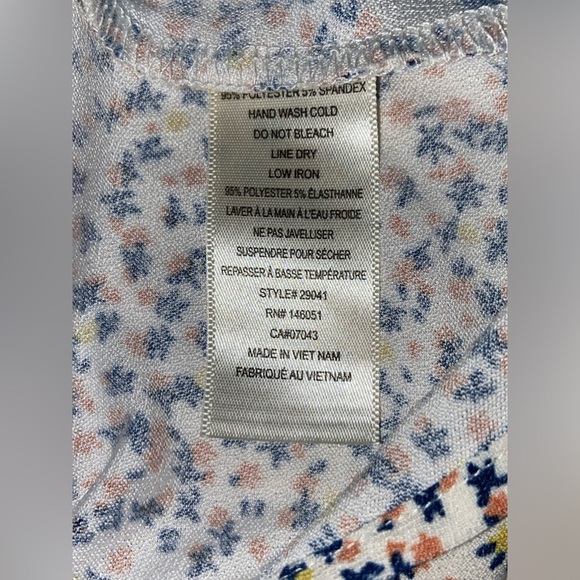 95% POLYESTER 5% SPANDEX
HAND WASH COLD
DO NOT BLEACH
LINE DRY
LOW IRON
95% POLYESTER 5% ÉLASTHANNE
LAVER À LA MAIN À L'EAU FROIDE
NE PAS JAVELLISER
SUSPENDRE POUR SÉCHER
REPASSER À BASSE TEMPÉRATURE
STYLE# 29041
RN# 146051
CA#07043
MADE IN VIET NAM
FABRIQUÉ AU VIETNAM